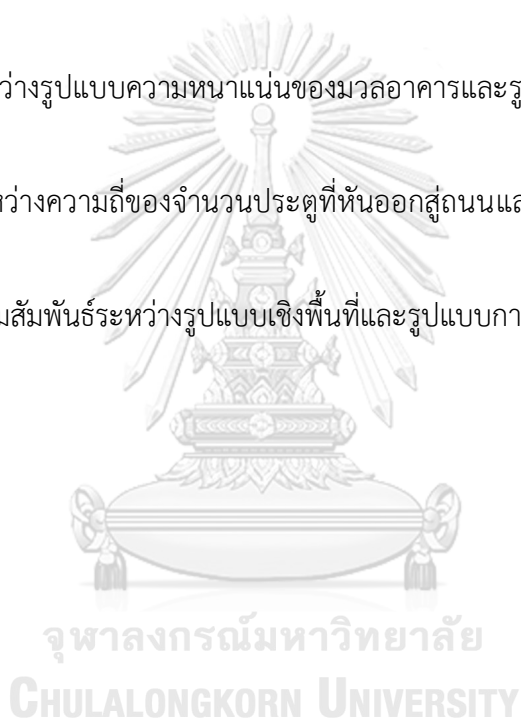 ว่างรูปแบบความหนาแน่นของมวลอาคารและรู
หว่างความถี่ของจำนวนประตูที่หันออกสู่ถนนและ
มสัมพันธ์ระหว่างรูปแบบเชิงพื้นที่และรูปแบบกา
จุฬาลงกรณ์มหาวิทยาลัย
CHULALONGKORN UNIVERSITY